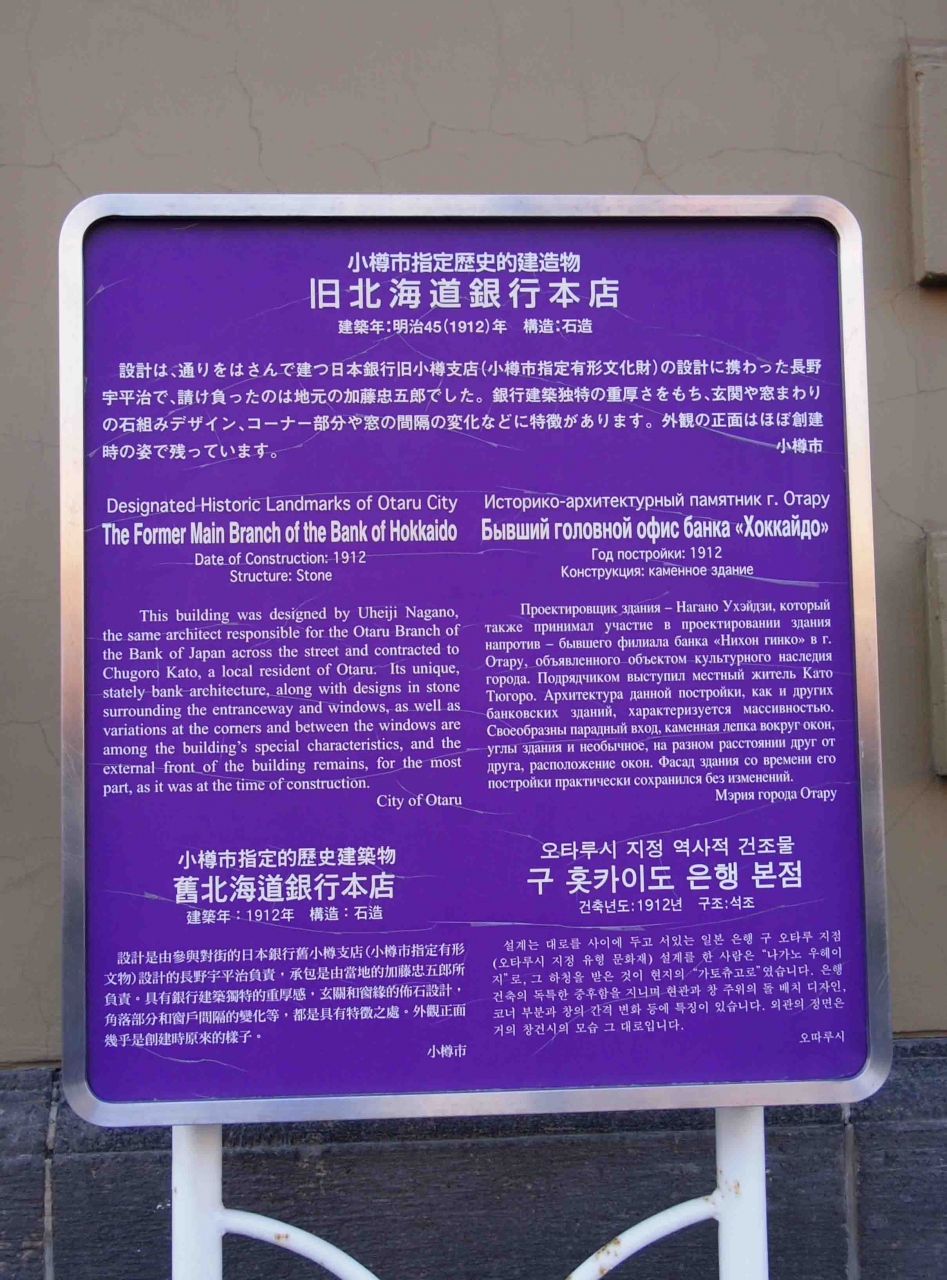 小樽市指定歴史的建造物
旧北海道銀行本店
建築年:明治45(1912)年　構造:石造
設計は、通りをはさんで建つ日本銀行旧小樽支店(小樽市指定有形文化財)の設計に携わった長野
宇平治で、請け負ったのは地元の加藤忠五郎でした。銀行建築独特の重厚さをもち、玄関や窓まわり
の石組みデザイン、コーナー部分や窓の間隔の変化などに特徴があります。外観の正面はほぼ創建
時の姿で残っています。
小樽市
Designated Historic Landmarks of Otaru City
The Former Main Branch of the Bank of Hokkaido
Date of Construction: 1912
Structure: Stone
This building was designed by Uheiji Nagano,
the same architect responsible for the Otaru Branch of
the Bank of Japan across the street and contracted to
Chugoro Kato, a local resident of Otaru. Its unique,
stately bank architecture, along with designs in stone
surrounding the entranceway and windows, as well as
variations at the corners and between the windows are
among the building's special characteristics, and the
external front of the building remains, for the most
part, as it was at the time of construction.
City of Otaru
Историко-архитектурный памятник г. Отару
Бывший головной офис банка «Хоккайдо»
Год постройки: 1912
Конструкция: каменное здание
Проектировщик здания – Нагано Ухэйдзи, который
также принимал участие в проектировании здания
напротив – бывшего филиала банка «Нихон гинко» в г.
Отару, объявленного объектом культурного наследия
города. Подрядчиком выступил местный житель Като
Тюгоро. Архитектура данной постройки, как и других
банковских зданий, характеризуется массивностью.
Своеобразны парадный вход, каменная лепка вокруг окон,
углы здания и необычное, на разном расстоянии друг от
друга, расположение окон. Фасад здания со времени его
постройки практически сохранился без изменений.
Мэрия города Отару
小樽市指定的歷史建築物
舊北海道銀行本店
建築年：1912年　構造：石造
設計是由參與對街的日本銀行舊小樽支店(小樽市指定有形
文物)設計的長野宇平治負責，承包是由當地的加藤忠五郎所
負責。具有銀行建築獨特的重厚感，玄關和窗緣的佈石設計，
角落部分和窗戶間隔的變化等，都是具有特徵之處。外觀正面
幾乎是創建時原來的樣子。
小樽市
오타루시 지정 역사적 건조물
구 홋카이도 은행 본점
건축년도:1912년　구조:석조
설계는 대로를 사이에 두고 서있는 일본 은행 구 오타루 지점
(오타루시 지정 유형 문화재) 설계를 한 사람은 "나가노 우헤이
지"로, 그 하청을 받은 것이 현지의 "가토츄고로"였습니다. 은행
건축의 독특한 중후함을 지니며 현관과 창 주위의 돌 배치 디자인,
코너 부분과 창의 간격 변화 등에 특징이 있습니다. 외관의 정면은
거의 창건시의 모습 그 대로입니다.
오따루시